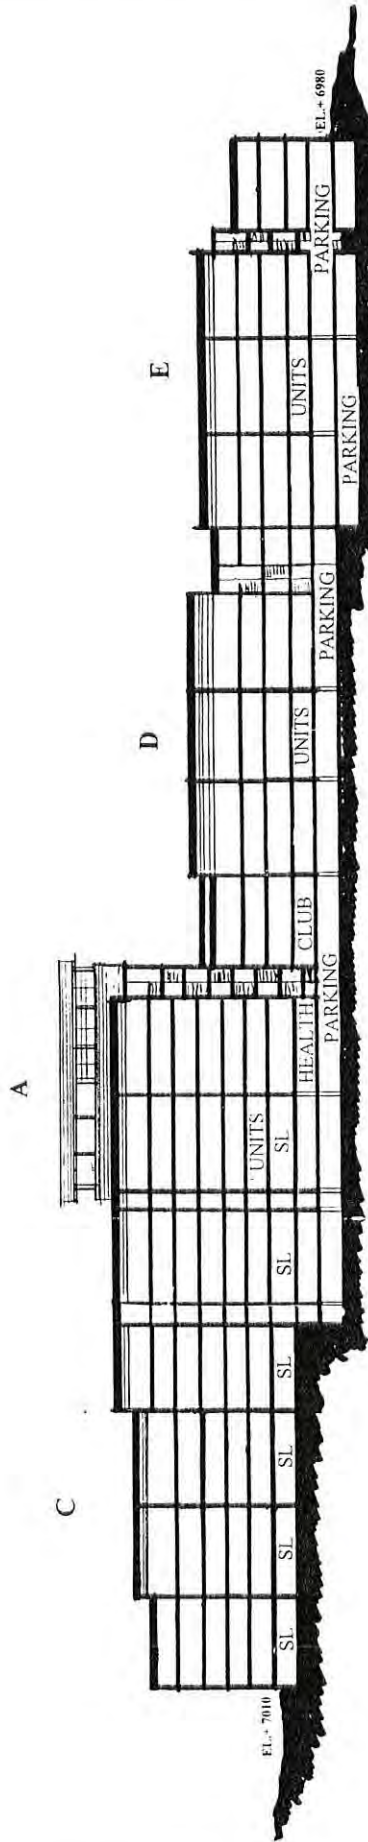 C
A
D
E
EL.+ 7010
SL
SL
SL
SL
SL
SL
UNITS
HEALTH CLUB
PARKING
UNITS
PARKING
UNITS
PARKING
PARKING
EL.+ 6980